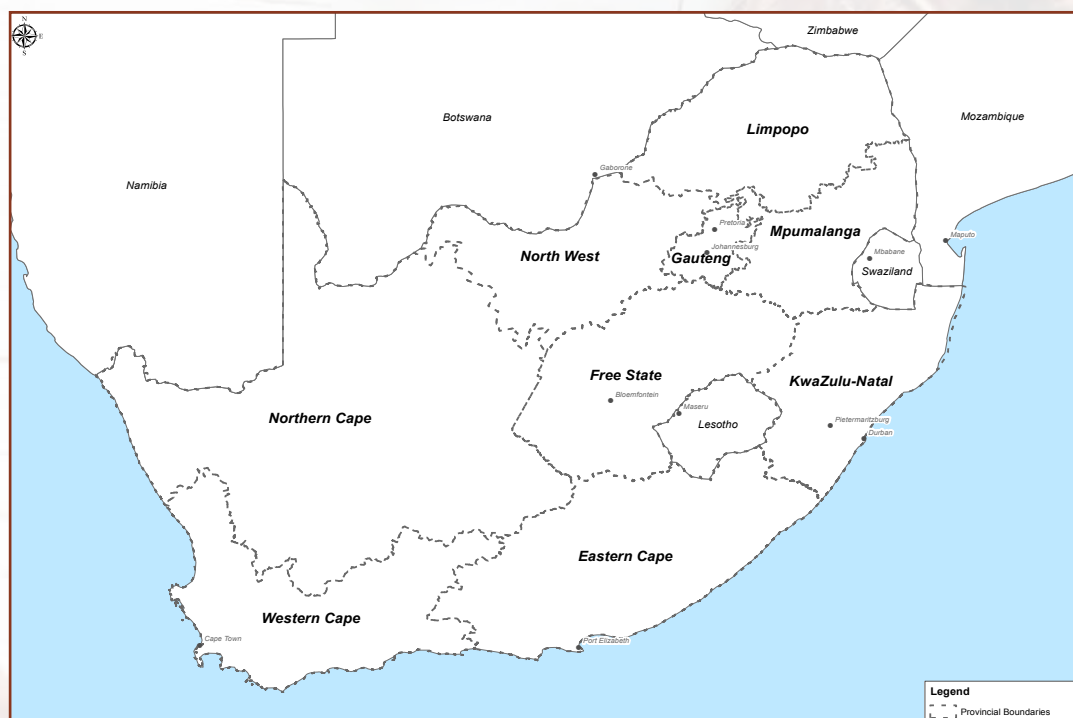 N
E
S
Zimbabwe
Mozambique
Botswana
Limpopo
Namibia
Gaborone
Pretoria
Mpumalanga
Maputo
North West
Johannesburg
Gauteng
Mbabane
Swaziland
Free State
KwaZulu-Natal
Bloemfontein
Maseru
Northern Cape
Lesotho
Pietermaritzburg
Durban
Eastern Cape
Western Cape
Cape Town
Port Elizabeth
Legend
Provincial Boundaries